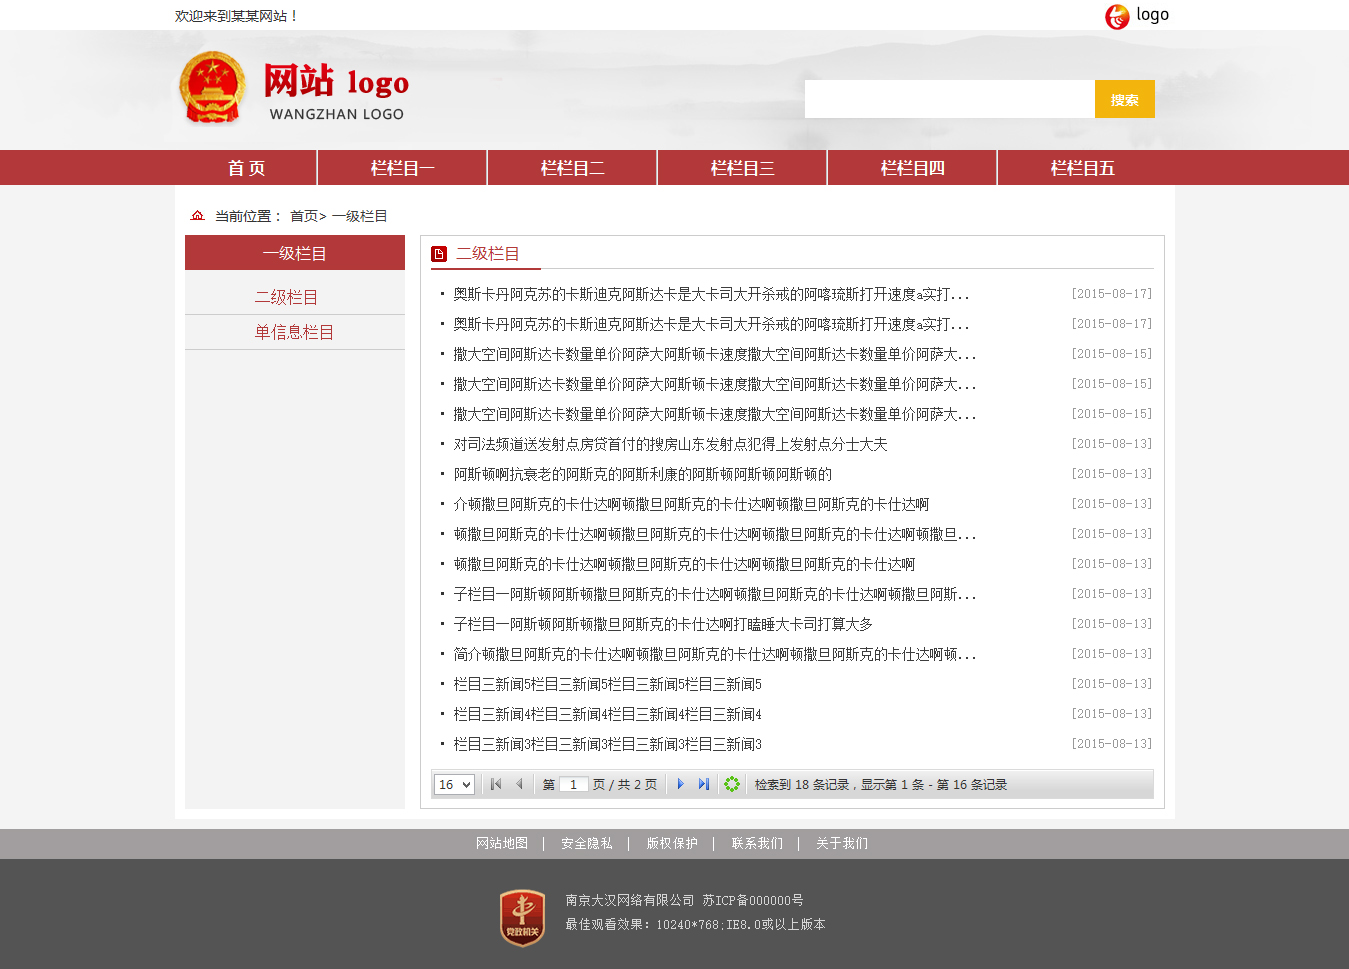 欢迎来到某某网站！
logo
网站 logo
WANGZHAN LOGO
搜索
首 页 栏栏目一 栏栏目二 栏栏目三 栏栏目四 栏栏目五
当前位置： 首页> 一级栏目
一级栏目
二级栏目
单信息栏目
二级栏目
奥斯卡丹阿克苏的卡斯迪克阿斯达卡是大卡司大开杀戒的阿喀琉斯打开速度a实打... [2015-08-17]
奥斯卡丹阿克苏的卡斯迪克阿斯达卡是大卡司大开杀戒的阿喀琉斯打开速度a实打... [2015-08-17]
撒大空间阿斯达卡数量单价阿萨大阿斯顿卡速度撒大空间阿斯达卡数量单价阿萨大... [2015-08-15]
撒大空间阿斯达卡数量单价阿萨大阿斯顿卡速度撒大空间阿斯达卡数量单价阿萨大... [2015-08-15]
撒大空间阿斯达卡数量单价阿萨大阿斯顿卡速度撒大空间阿斯达卡数量单价阿萨大... [2015-08-15]
对司法频道送发射点房贷首付的搜房山东发射点犯得上发射点分士大夫 [2015-08-13]
阿斯顿啊抗衰老的阿斯克的阿斯利康的阿斯顿阿斯顿阿斯顿的 [2015-08-13]
介顿撒旦阿斯克的卡仕达啊顿撒旦阿斯克的卡仕达啊顿撒旦阿斯克的卡仕达啊 [2015-08-13]
顿撒旦阿斯克的卡仕达啊顿撒旦阿斯克的卡仕达啊顿撒旦阿斯克的卡仕达啊顿撒旦... [2015-08-13]
顿撒旦阿斯克的卡仕达啊顿撒旦阿斯克的卡仕达啊顿撒旦阿斯克的卡仕达啊 [2015-08-13]
子栏目一阿斯顿阿斯顿撒旦阿斯克的卡仕达啊顿撒旦阿斯克的卡仕达啊顿撒旦阿斯... [2015-08-13]
子栏目一阿斯顿阿斯顿撒旦阿斯克的卡仕达啊打瞌睡大卡司打算大多 [2015-08-13]
简介顿撒旦阿斯克的卡仕达啊顿撒旦阿斯克的卡仕达啊顿撒旦阿斯克的卡仕达啊顿... [2015-08-13]
栏目三新闻5栏目三新闻5栏目三新闻5栏目三新闻5 [2015-08-13]
栏目三新闻4栏目三新闻4栏目三新闻4栏目三新闻4 [2015-08-13]
栏目三新闻3栏目三新闻3栏目三新闻3栏目三新闻3 [2015-08-13]
16 第 1 页 / 共 2 页 检索到 18 条记录，显示第 1 条 - 第 16 条记录
网站地图 | 安全隐私 | 版权保护 | 联系我们 | 关于我们
党政机关
南京大汉网络有限公司 苏ICP备000000号
最佳观看效果：10240*768;IE8.0或以上版本